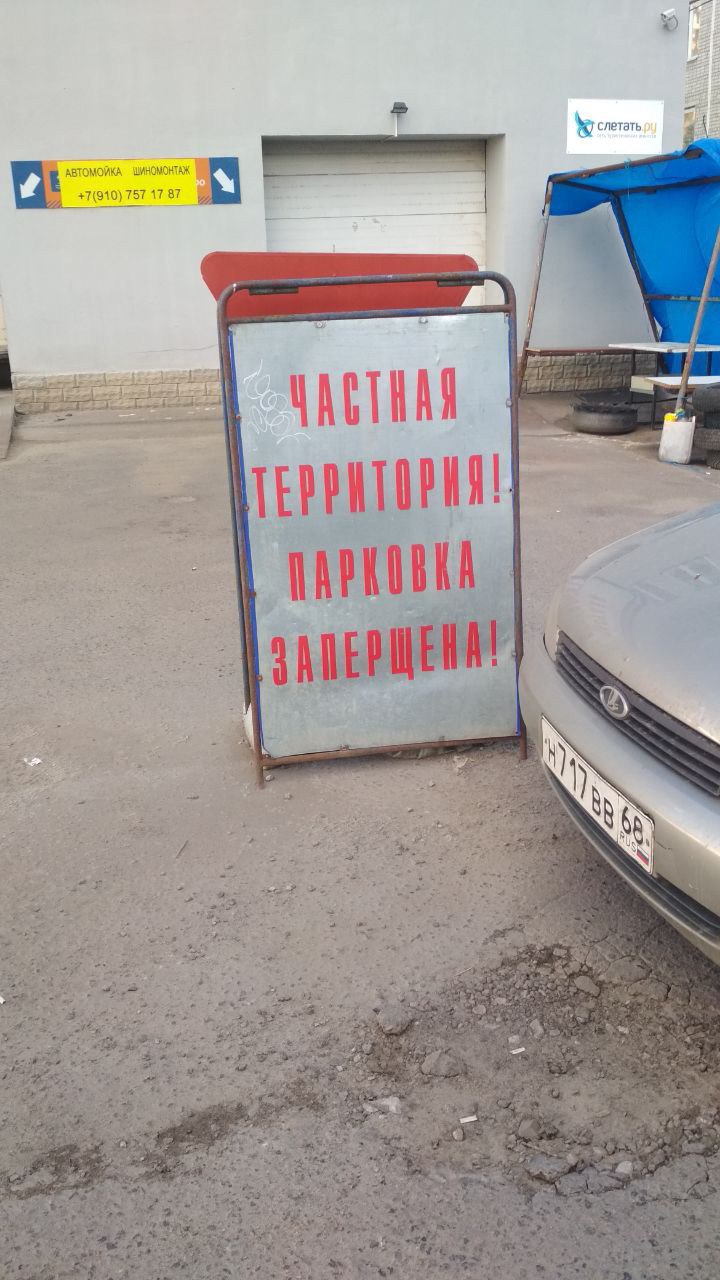 слетать.ру
АВТОМОЙКА ШИНОМОНТАЖ
+7(910) 757 17 87
ЧАСТНАЯ
ТЕРРИТОРИЯ!
ПАРКОВКА
ЗАПЕРЩЕНА!
Н717ВВ 68
RUS